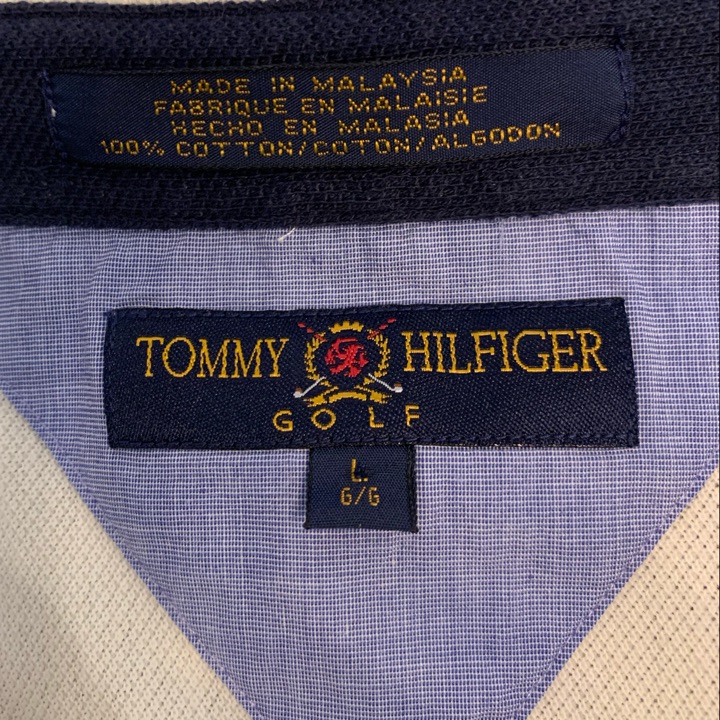 MADE IN MALAYSIA
FABRIQUE EN MALAISIE
HECHO EN MALASIA
100% COTTON/COTON/ALGODON
TOMMY HILFIGER
GOLF
L
G/G